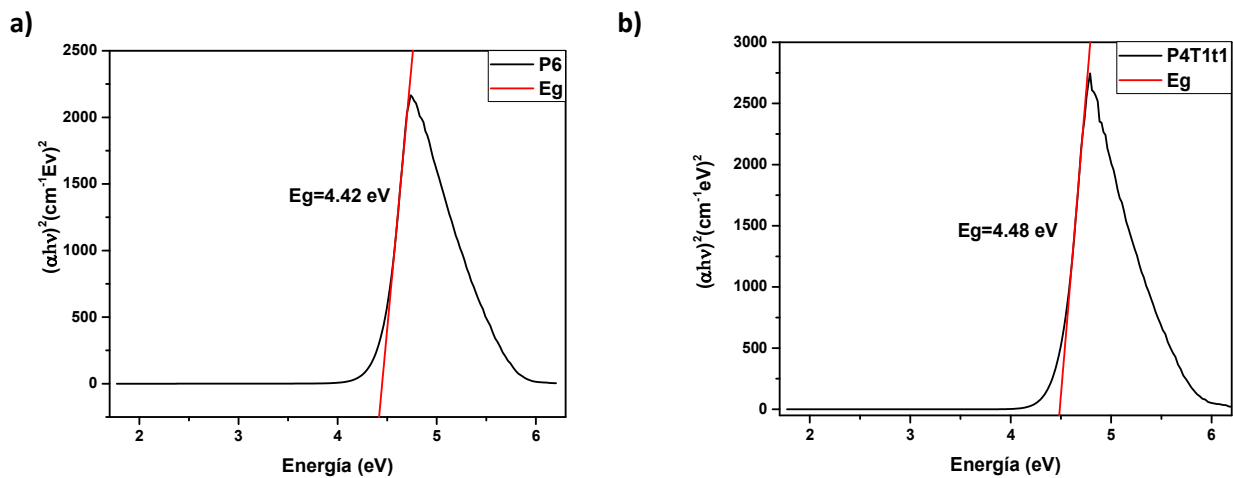 a)
2500
2000
1500
1000
500
0
(αhν)²(cm⁻¹Ev)²
P6
Eg
Eg=4.42 eV
2 3 4 5 6
Energía (eV)
b)
3000
2500
2000
1500
1000
500
0
(αhν)²(cm⁻¹eV)²
P4T1t1
Eg
Eg=4.48 eV
2 3 4 5 6
Energía (eV)